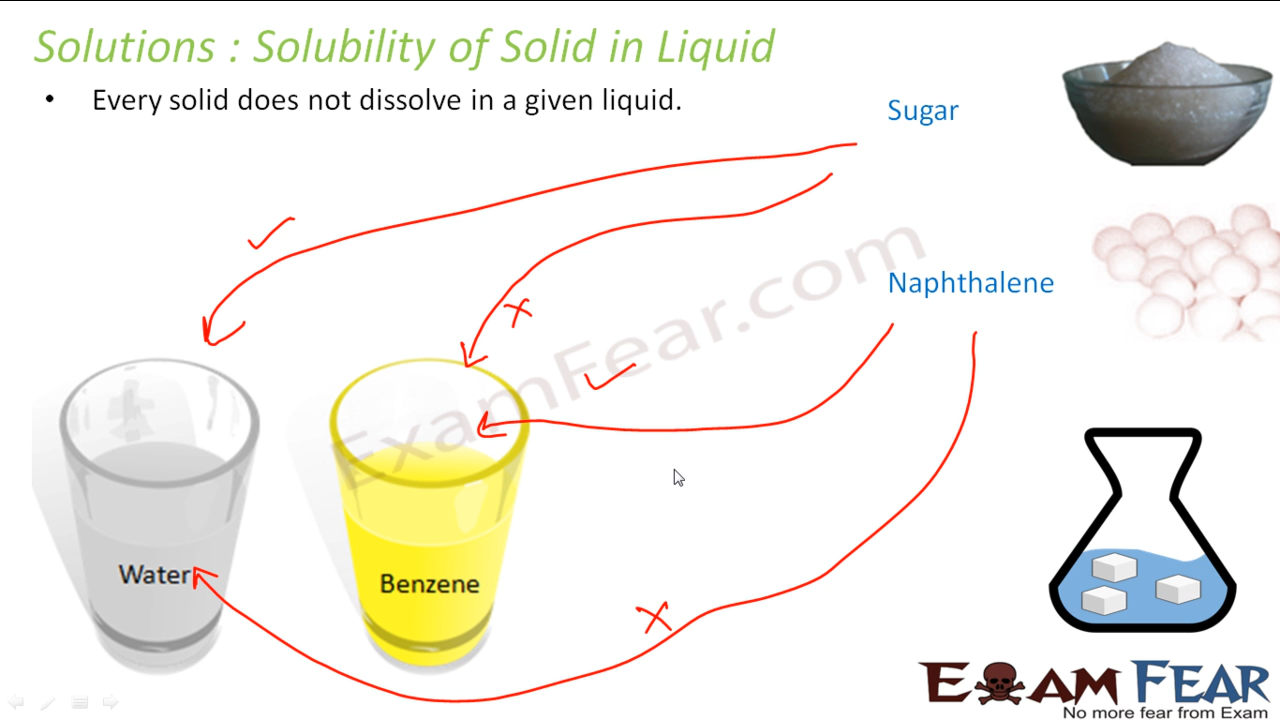 Solutions : Solubility of Solid in Liquid
• Every solid does not dissolve in a given liquid.
Sugar
Naphthalene
ExamFear.com
Water
Benzene
EXAM FEAR
No more fear from Exam